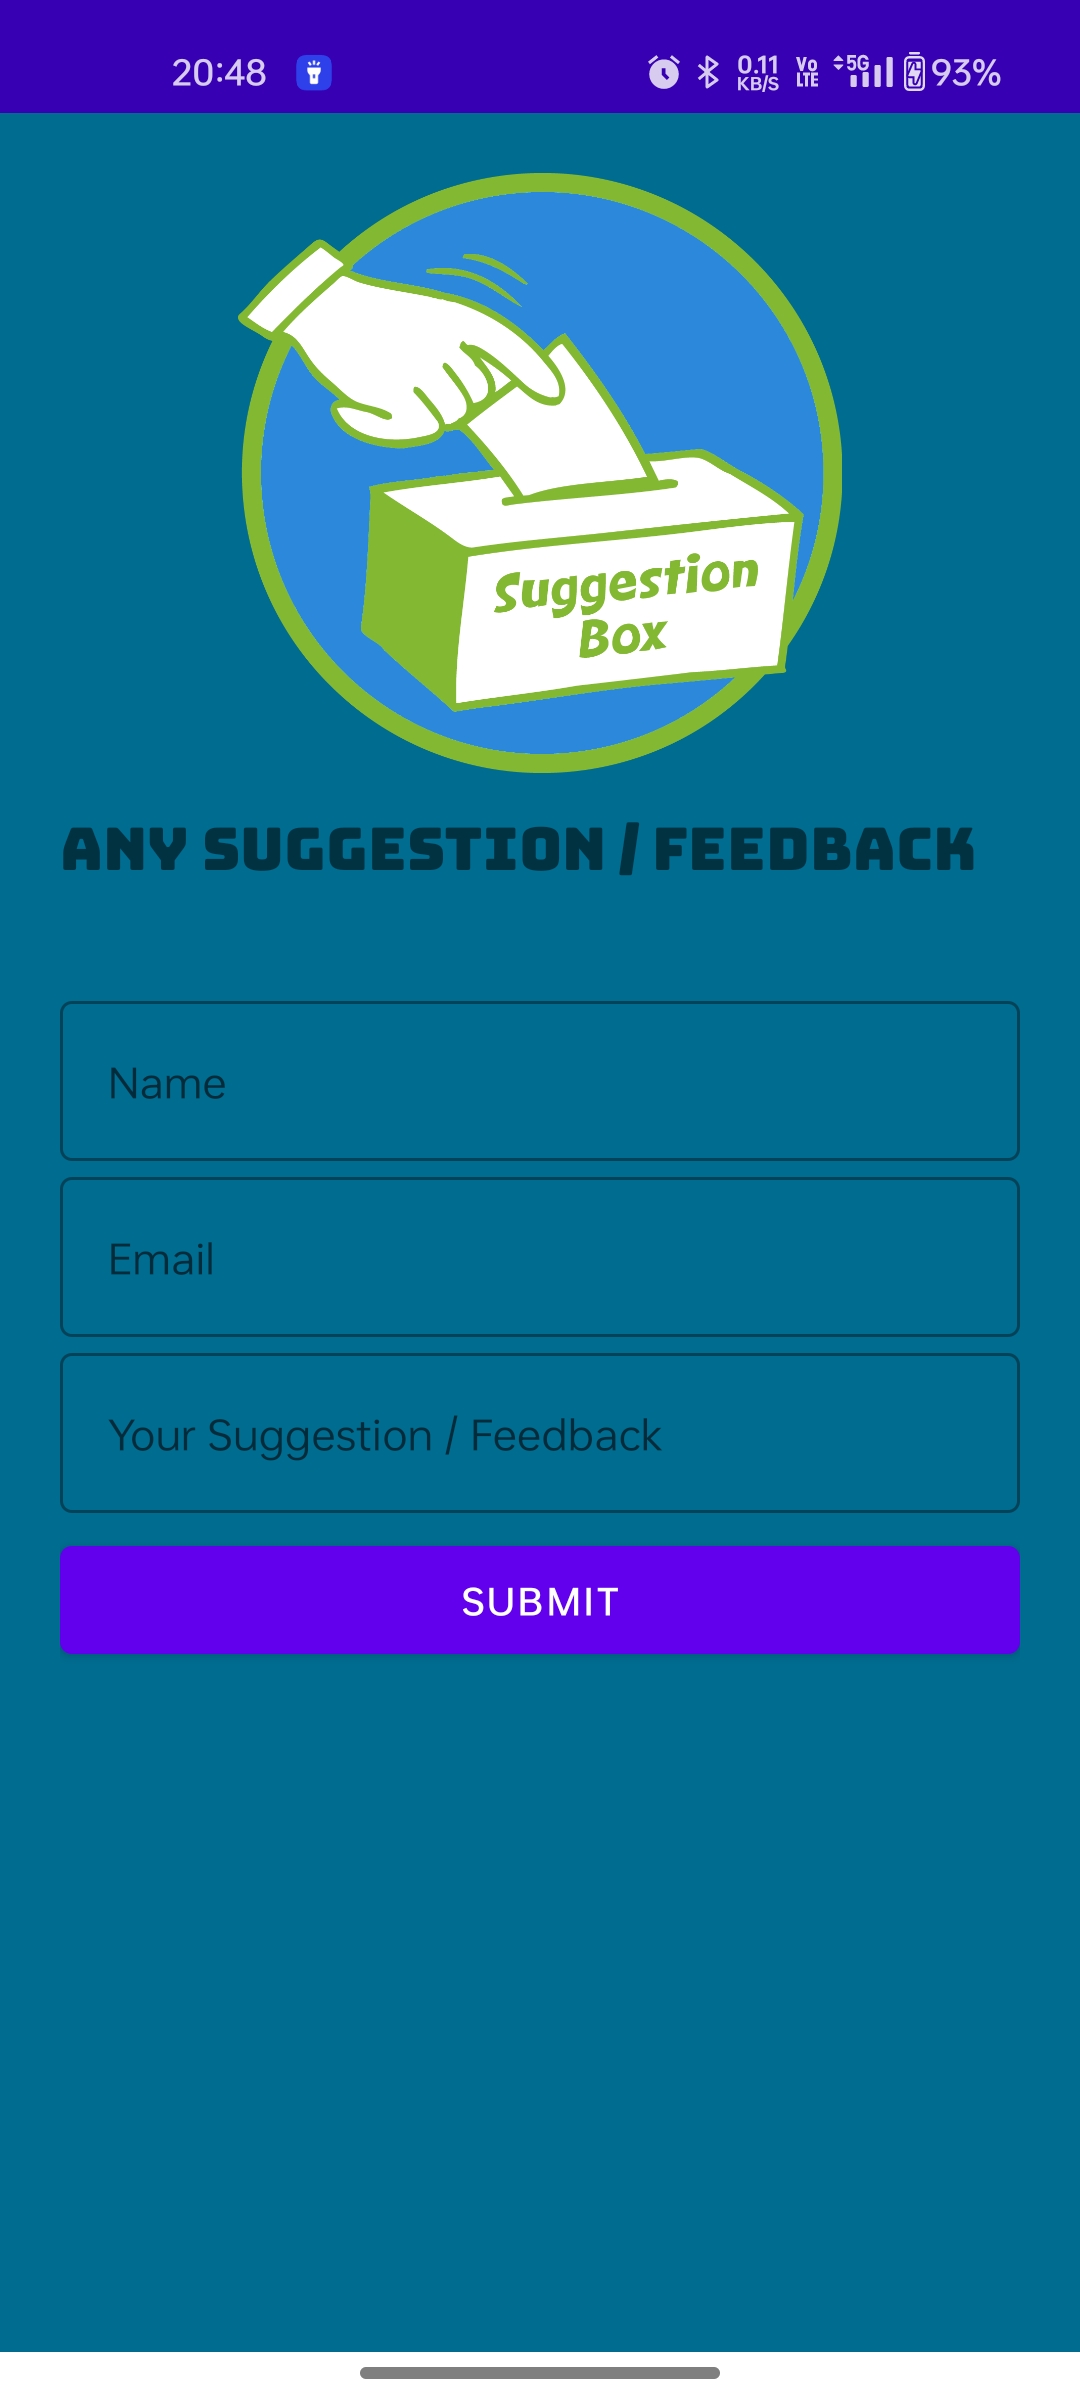 20:48
0.11 KB/S Vo LTE 5G 93%
Suggestion
Box
ANY SUGGESTION / FEEDBACK
Name
Email
Your Suggestion / Feedback
SUBMIT